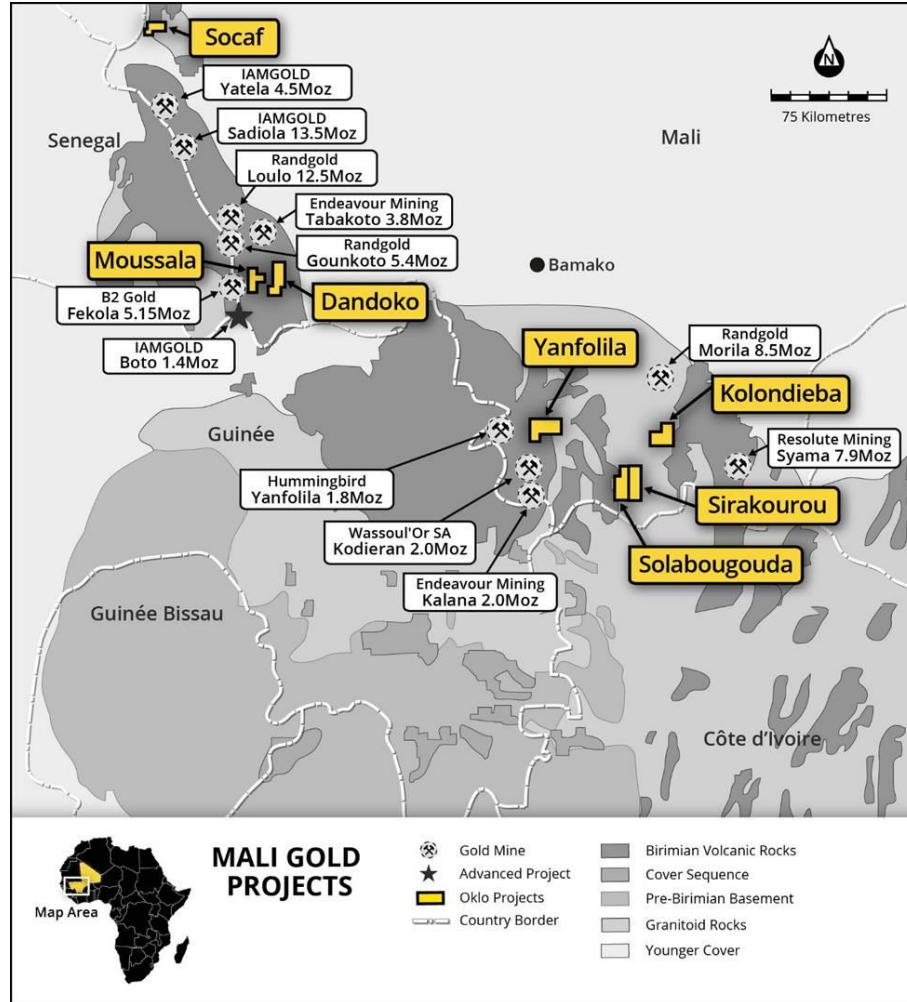 Socaf
N
75 Kilometres
IAMGOLD
Yatela 4.5Moz
IAMGOLD
Sadiola 13.5Moz
Senegal
Mali
Randgold
Loulo 12.5Moz
Endeavour Mining
Tabakoto 3.8Moz
Randgold
Gounkoto 5.4Moz
Moussala
Bamako
B2 Gold
Fekola 5.15Moz
Dandoko
IAMGOLD
Boto 1.4Moz
Yanfolila
Randgold
Morila 8.5Moz
Kolondieba
Guinée
Resolute Mining
Syama 7.9Moz
Hummingbird
Yanfolila 1.8Moz
Sirakourou
Wassoul'Or SA
Kodieran 2.0Moz
Solabougouda
Endeavour Mining
Kalana 2.0Moz
Guinée Bissau
Côte d'Ivoire
Map Area
MALI GOLD
PROJECTS
Gold Mine
Advanced Project
Oklo Projects
Country Border
Birimian Volcanic Rocks
Cover Sequence
Pre-Birimian Basement
Granitoid Rocks
Younger Cover